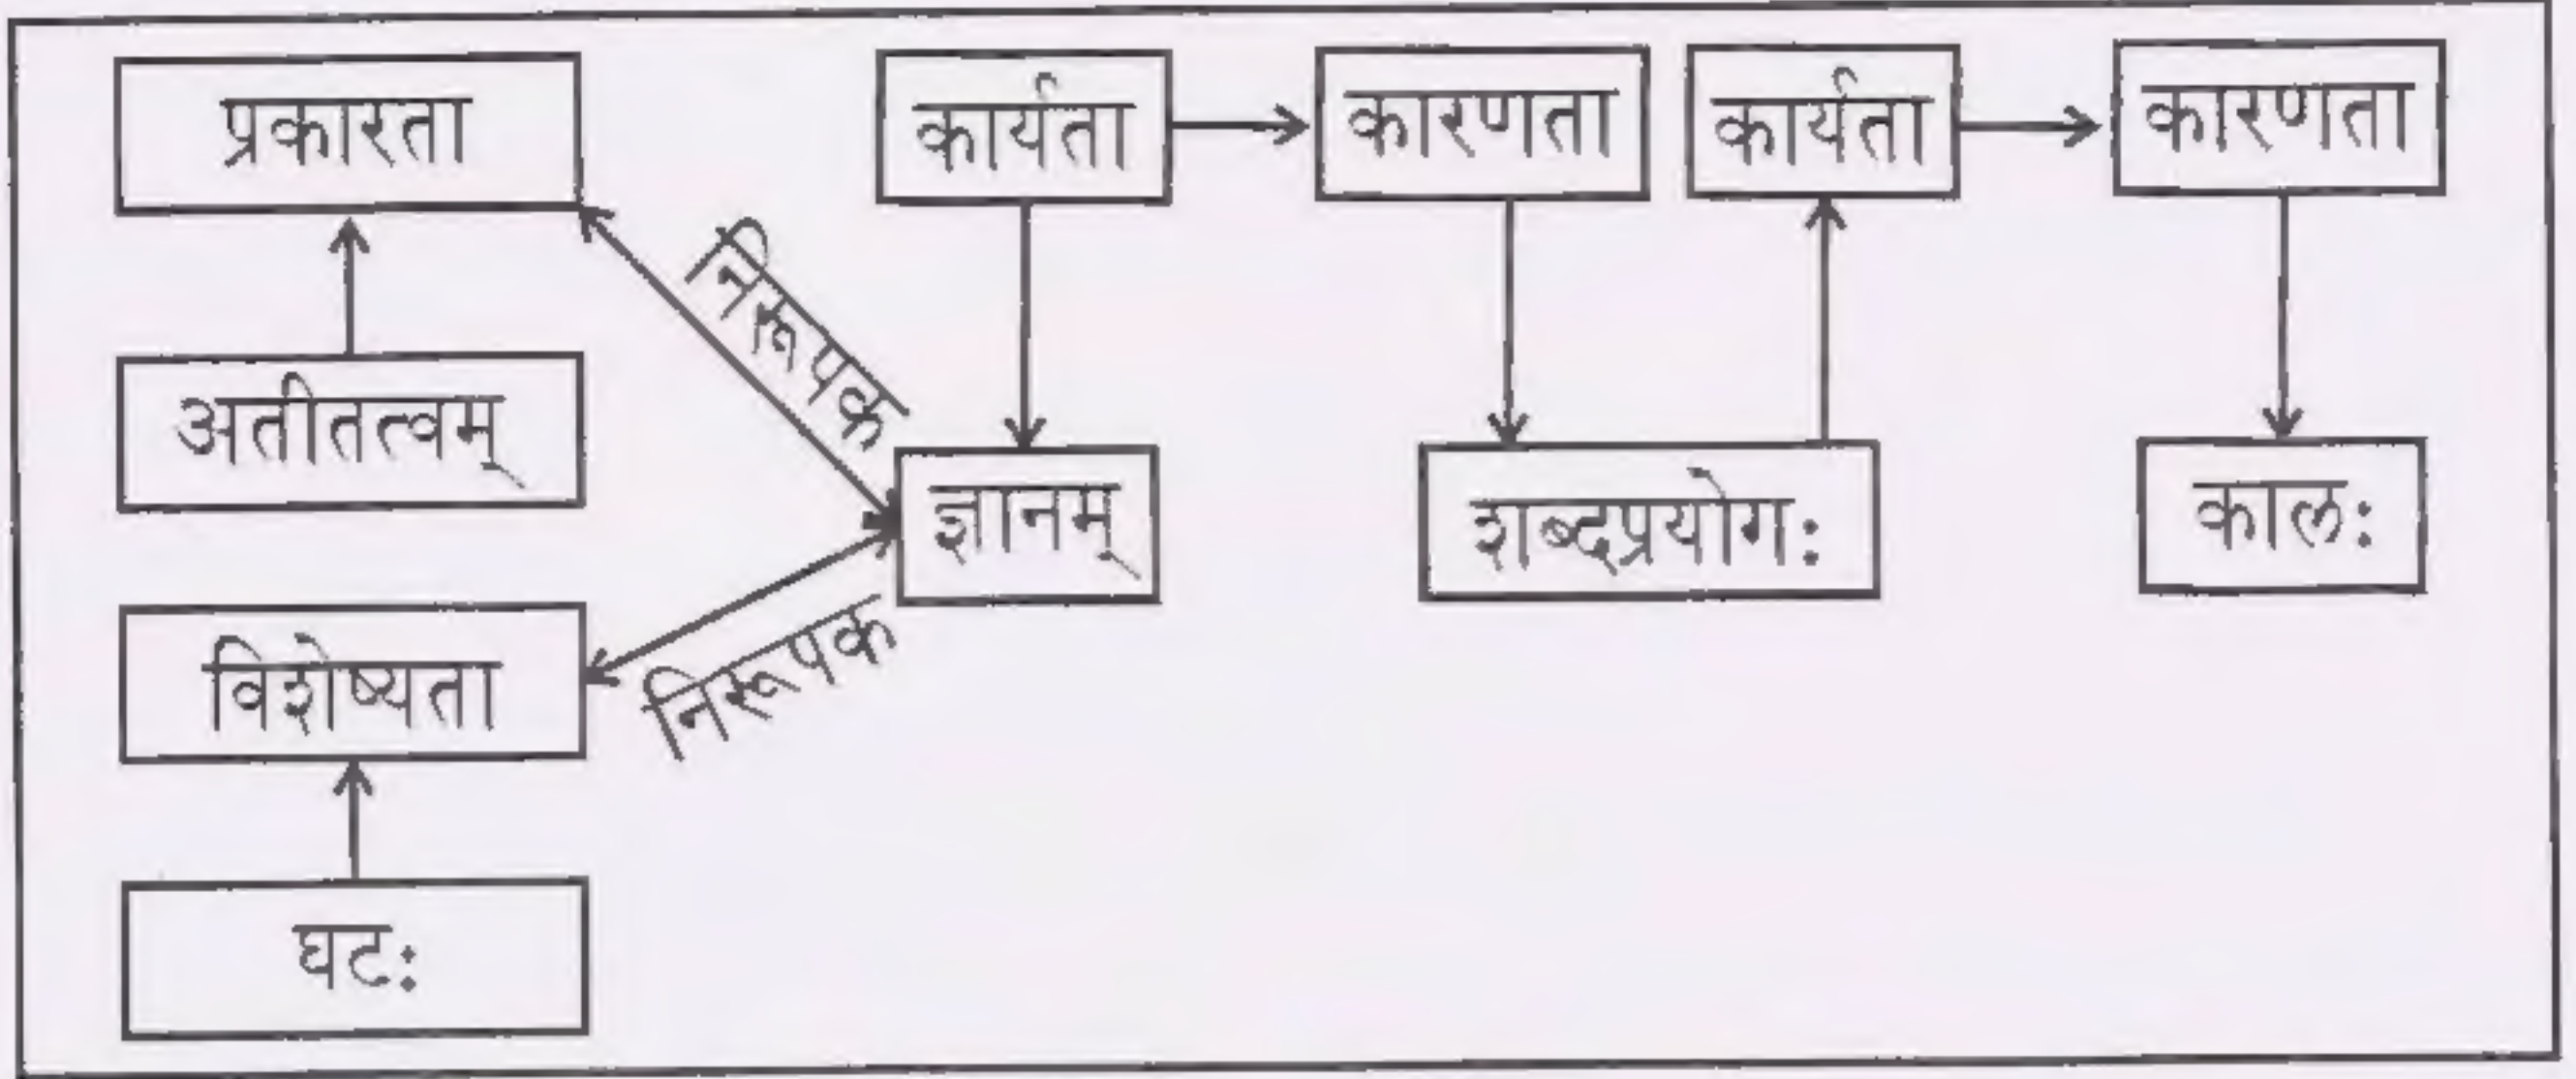 प्रकारता
कार्यता
कारणता
कार्यता
कारणता
निरूपक
अतीतत्वम्
ज्ञानम्
शब्दप्रयोगः
कालः
निरूपक
विशेष्यता
घटः